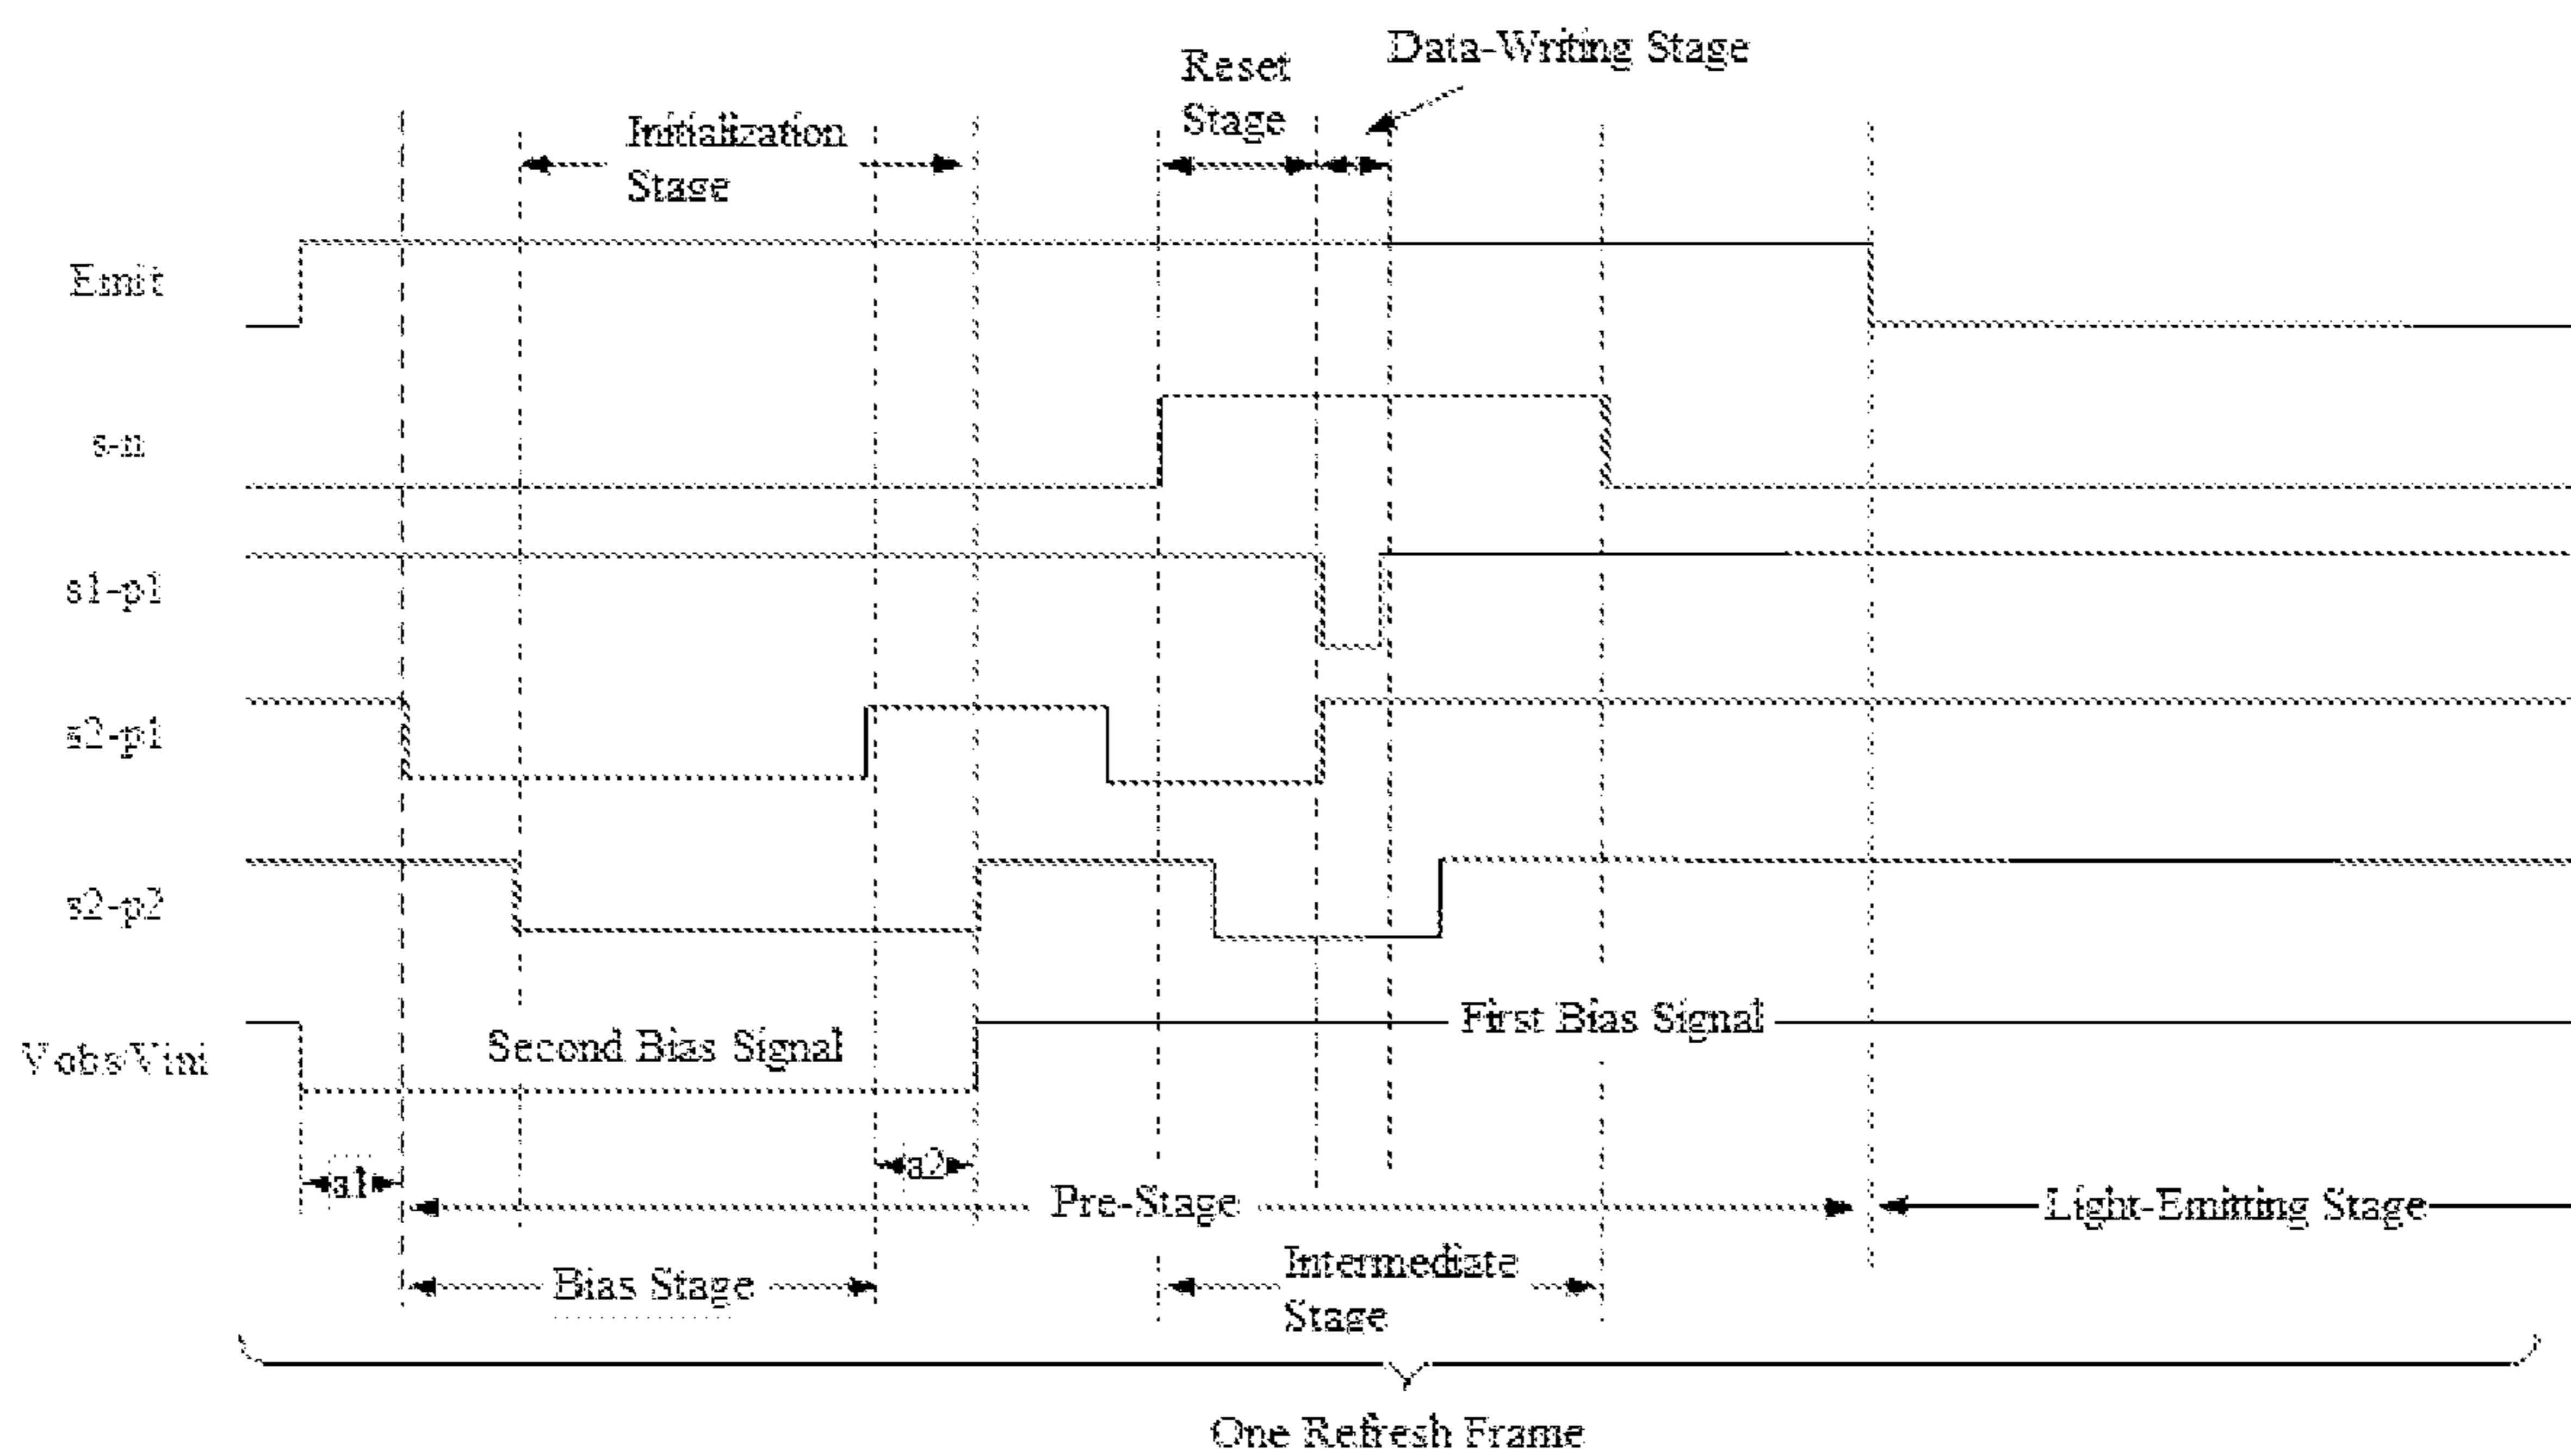 Data-Writing Stage
Reset
Stage
Initialization
Stage
Emit
s-n
s1-p1
s2-p1
s2-p2
First Bias Signal
Second Bias Signal
Vobs/Vini
a1
a2
Pre-Stage
Light-Emitting Stage
Bias Stage
Intermediate
Stage
One Refresh Frame